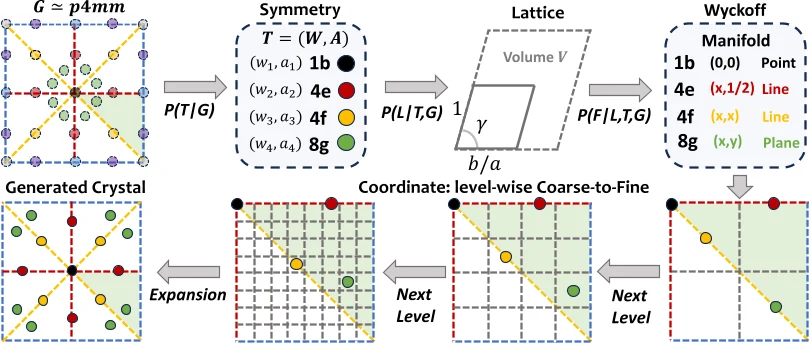 G ≃ p4mm
P(T|G)
Symmetry
T = (W, A)
(w₁, a₁) 1b
(w₂, a₂) 4e
(w₃, a₃) 4f
(w₄, a₄) 8g
P(L|T,G)
Lattice
Volume V
1
γ
b/a
P(F|L,T,G)
Wyckoff
Manifold
1b (0,0) Point
4e (x,1/2) Line
4f (x,x) Line
8g (x,y) Plane
Generated Crystal
Coordinate: level-wise Coarse-to-Fine
Expansion
Next
Level
Next
Level